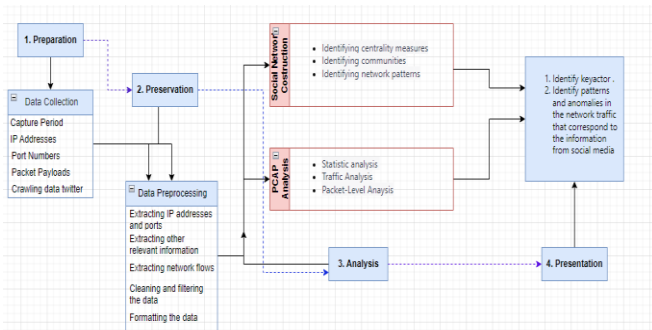 1. Preparation
2. Preservation
Data Collection
Capture Period
IP Addresses
Port Numbers
Packet Payloads
Crawling data twitter
Data Preprocessing
Extracting IP addresses
and ports
Extracting other
relevant information
Extracting network flows
Cleaning and filtering
the data
Formatting the data
Social Network
Costruction
Identifying centrality measures
Identifying communities
Identifying network patterns
PCAP
Analysis
Statistic analysis
Traffic Analysis
Packet-Level Anaysis
3. Analysis
4. Presentation
1. Identify keyactor .
2. Identify patterns
and anomalies in
the network traffic
that correspond to
the information
from social media